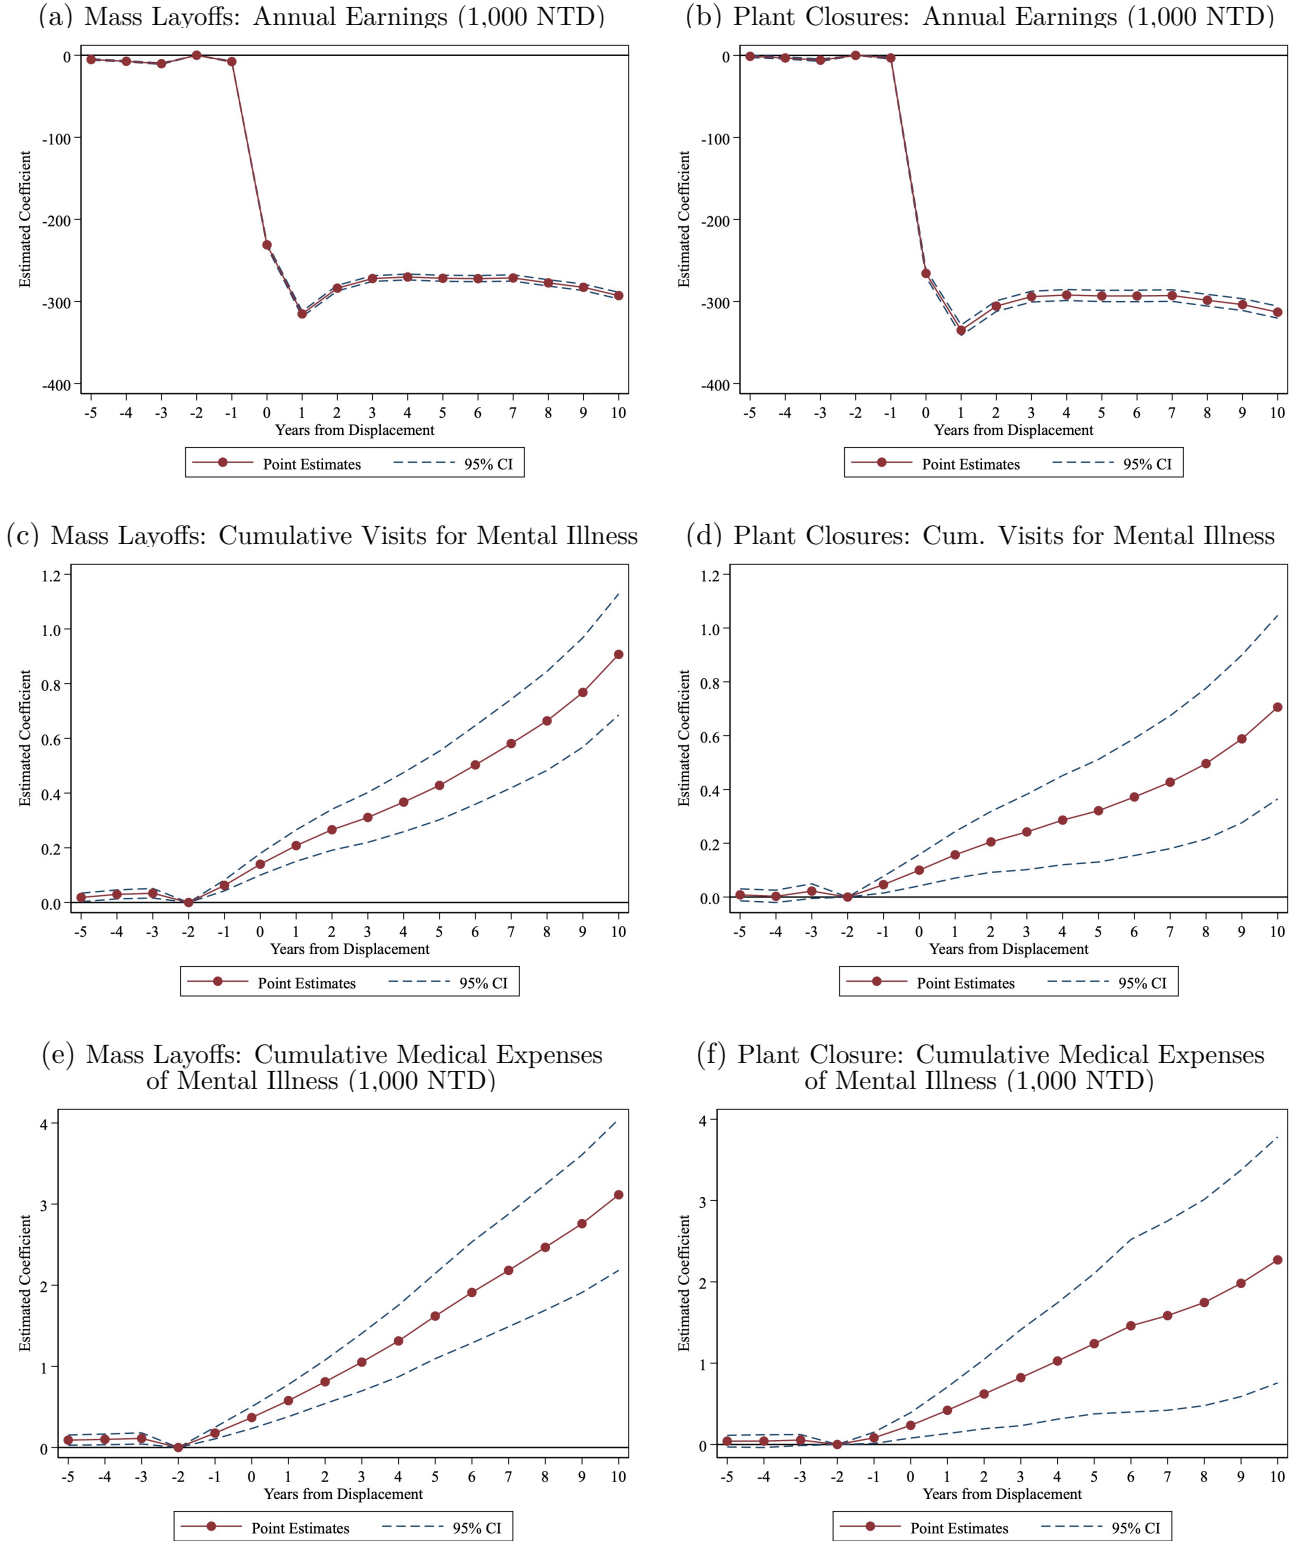 (a) Mass Layoffs: Annual Earnings (1,000 NTD)
0
-100
-200
-300
-400
Estimated Coefficient
-5 -4 -3 -2 -1 0 1 2 3 4 5 6 7 8 9 10
Years from Displacement
Point Estimates 95% CI
(b) Plant Closures: Annual Earnings (1,000 NTD)
0
-100
-200
-300
-400
Estimated Coefficient
-5 -4 -3 -2 -1 0 1 2 3 4 5 6 7 8 9 10
Years from Displacement
Point Estimates 95% CI
(c) Mass Layoffs: Cumulative Visits for Mental Illness
1.2
1.0
0.8
0.6
0.4
0.2
0.0
Estimated Coefficient
-5 -4 -3 -2 -1 0 1 2 3 4 5 6 7 8 9 10
Years from Displacement
Point Estimates 95% CI
(d) Plant Closures: Cum. Visits for Mental Illness
1.2
1.0
0.8
0.6
0.4
0.2
0.0
Estimated Coefficient
-5 -4 -3 -2 -1 0 1 2 3 4 5 6 7 8 9 10
Years from Displacement
Point Estimates 95% CI
(e) Mass Layoffs: Cumulative Medical Expenses
of Mental Illness (1,000 NTD)
4
3
2
1
0
Estimated Coefficient
-5 -4 -3 -2 -1 0 1 2 3 4 5 6 7 8 9 10
Years from Displacement
Point Estimates 95% CI
(f) Plant Closure: Cumulative Medical Expenses
of Mental Illness (1,000 NTD)
4
3
2
1
0
Estimated Coefficient
-5 -4 -3 -2 -1 0 1 2 3 4 5 6 7 8 9 10
Years from Displacement
Point Estimates 95% CI